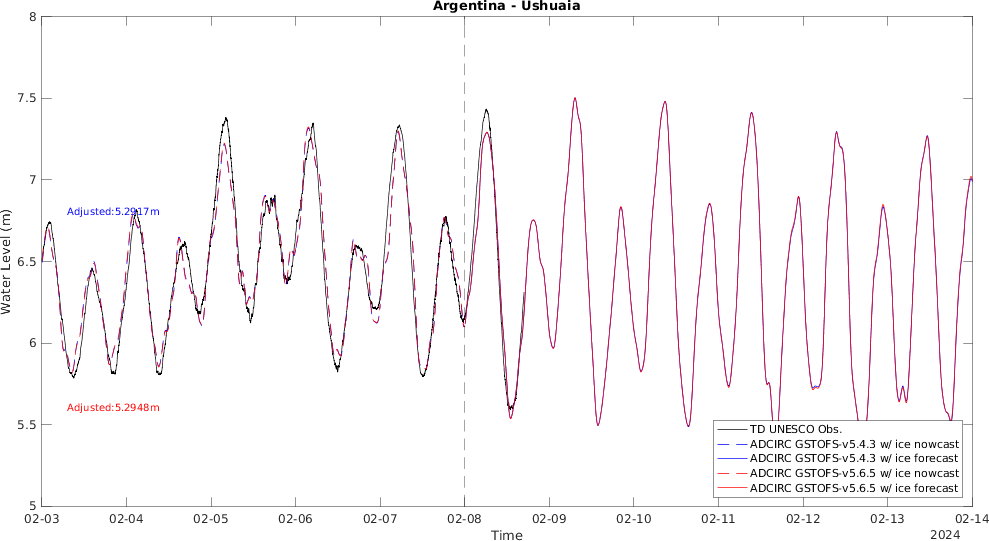 Argentina - Ushuaia
8
7.5
7
6.5
6
5.5
5
Water Level (m)
Adjusted:5.2917m
Adjusted:5.2948m
TD UNESCO Obs.
ADCIRC GSTOFS-v5.4.3 w/ ice nowcast
ADCIRC GSTOFS-v5.4.3 w/ ice forecast
ADCIRC GSTOFS-v5.6.5 w/ ice nowcast
ADCIRC GSTOFS-v5.6.5 w/ ice forecast
02-03 02-04 02-05 02-06 02-07 02-08 02-09 02-10 02-11 02-12 02-13 02-14
Time
2024